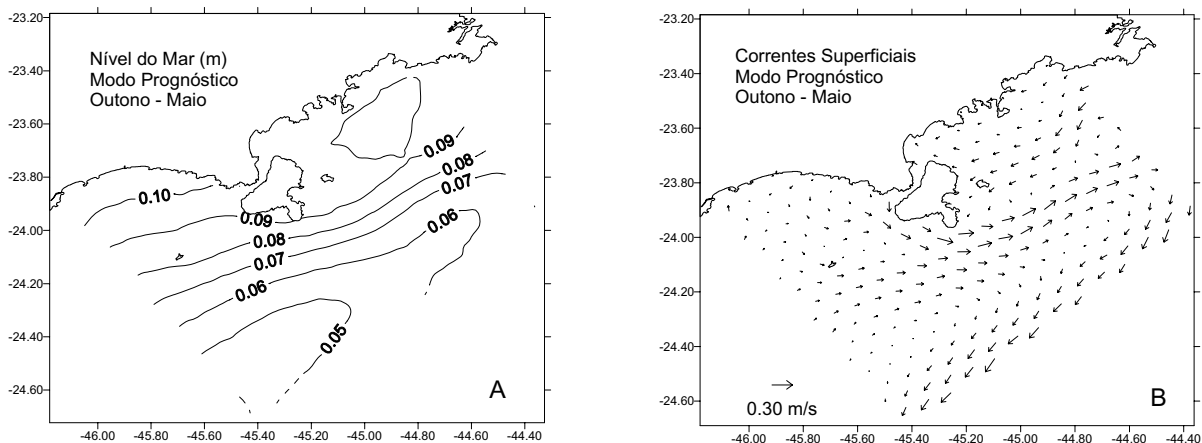 Nível do Mar (m)
Modo Prognóstico
Outono - Maio
-23.20
-23.40
-23.60
-23.80
-24.00
-24.20
-24.40
-24.60
0.10
0.09
0.09
0.08
0.07
0.06
0.08
0.07
0.06
0.05
A
-46.00 -45.80 -45.60 -45.40 -45.20 -45.00 -44.80 -44.60 -44.40
Correntes Superficiais
Modo Prognóstico
Outono - Maio
-23.20
-23.40
-23.60
-23.80
-24.00
-24.20
-24.40
-24.60
0.30 m/s
B
-46.00 -45.80 -45.60 -45.40 -45.20 -45.00 -44.80 -44.60 -44.40